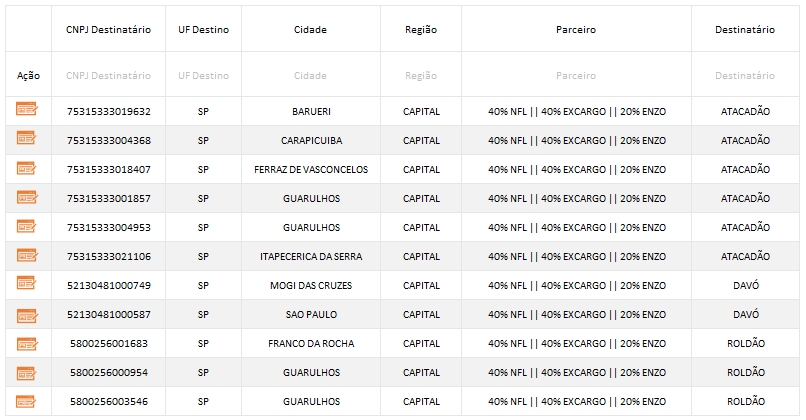 CNPJ Destinatário UF Destino Cidade Região Parceiro Destinatário
Ação CNPJ Destinatário UF Destino Cidade Região Parceiro Destinatário
75315333019632 SP BARUERI CAPITAL 40% NFL || 40% EXCARGO || 20% ENZO ATACADÃO
75315333004368 SP CARAPICUIBA CAPITAL 40% NFL || 40% EXCARGO || 20% ENZO ATACADÃO
75315333018407 SP FERRAZ DE VASCONCELOS CAPITAL 40% NFL || 40% EXCARGO || 20% ENZO ATACADÃO
75315333001857 SP GUARULHOS CAPITAL 40% NFL || 40% EXCARGO || 20% ENZO ATACADÃO
75315333004953 SP GUARULHOS CAPITAL 40% NFL || 40% EXCARGO || 20% ENZO ATACADÃO
75315333021106 SP ITAPECERICA DA SERRA CAPITAL 40% NFL || 40% EXCARGO || 20% ENZO ATACADÃO
52130481000749 SP MOGI DAS CRUZES CAPITAL 40% NFL || 40% EXCARGO || 20% ENZO DAVÓ
52130481000587 SP SAO PAULO CAPITAL 40% NFL || 40% EXCARGO || 20% ENZO DAVÓ
5800256001683 SP FRANCO DA ROCHA CAPITAL 40% NFL || 40% EXCARGO || 20% ENZO ROLDÃO
5800256000954 SP GUARULHOS CAPITAL 40% NFL || 40% EXCARGO || 20% ENZO ROLDÃO
5800256003546 SP GUARULHOS CAPITAL 40% NFL || 40% EXCARGO || 20% ENZO ROLDÃO